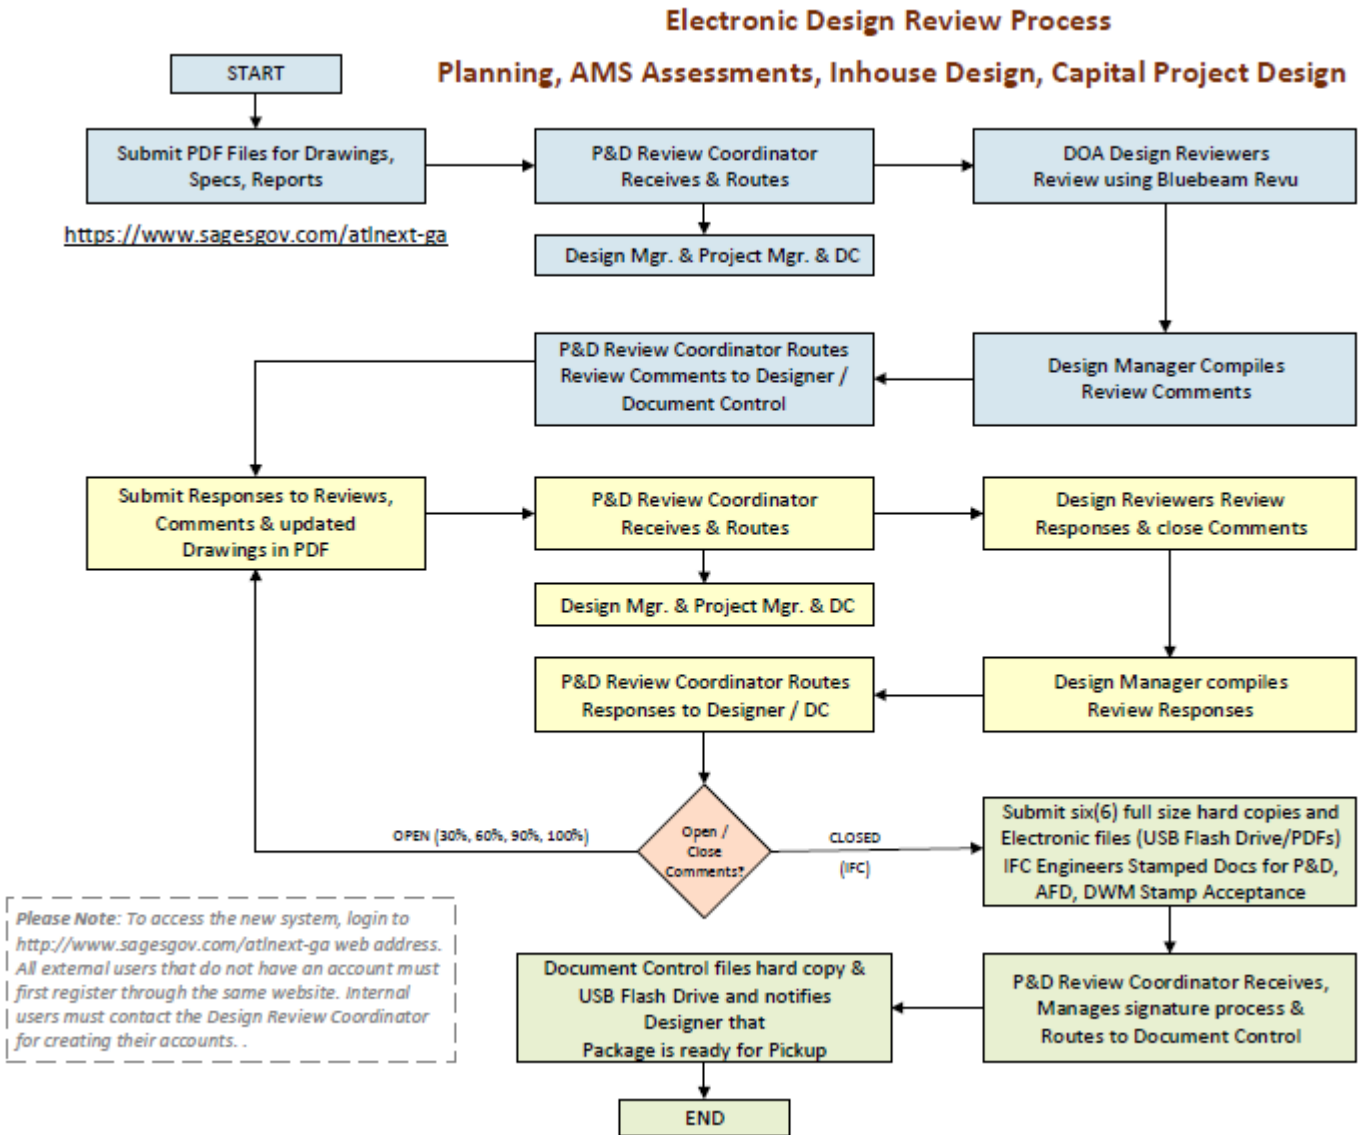 Electronic Design Review Process
Planning, AMS Assessments, Inhouse Design, Capital Project Design
START
Submit PDF Files for Drawings,
Specs, Reports
https://www.sagesgov.com/atlnext-ga
P&D Review Coordinator
Receives & Routes
Design Mgr. & Project Mgr. & DC
DOA Design Reviewers
Review using Bluebeam Revu
P&D Review Coordinator Routes
Review Comments to Designer /
Document Control
Design Manager Compiles
Review Comments
Submit Responses to Reviews,
Comments & updated
Drawings in PDF
P&D Review Coordinator
Receives & Routes
Design Mgr. & Project Mgr. & DC
Design Reviewers Review
Responses & close Comments
P&D Review Coordinator Routes
Responses to Designer / DC
Design Manager compiles
Review Responses
OPEN (30%, 60%, 90%, 100%)
Open /
Close
Comments?
CLOSED
(IFC)
Submit six(6) full size hard copies and
Electronic files (USB Flash Drive/PDFs)
IFC Engineers Stamped Docs for P&D,
AFD, DWM Stamp Acceptance
Please Note: To access the new system, login to
http://www.sagesgov.com/atlnext-ga web address.
All external users that do not have an account must
first register through the same website. Internal
users must contact the Design Review Coordinator
for creating their accounts. .
Document Control files hard copy &
USB Flash Drive and notifies
Designer that
Package is ready for Pickup
P&D Review Coordinator Receives,
Manages signature process &
Routes to Document Control
END